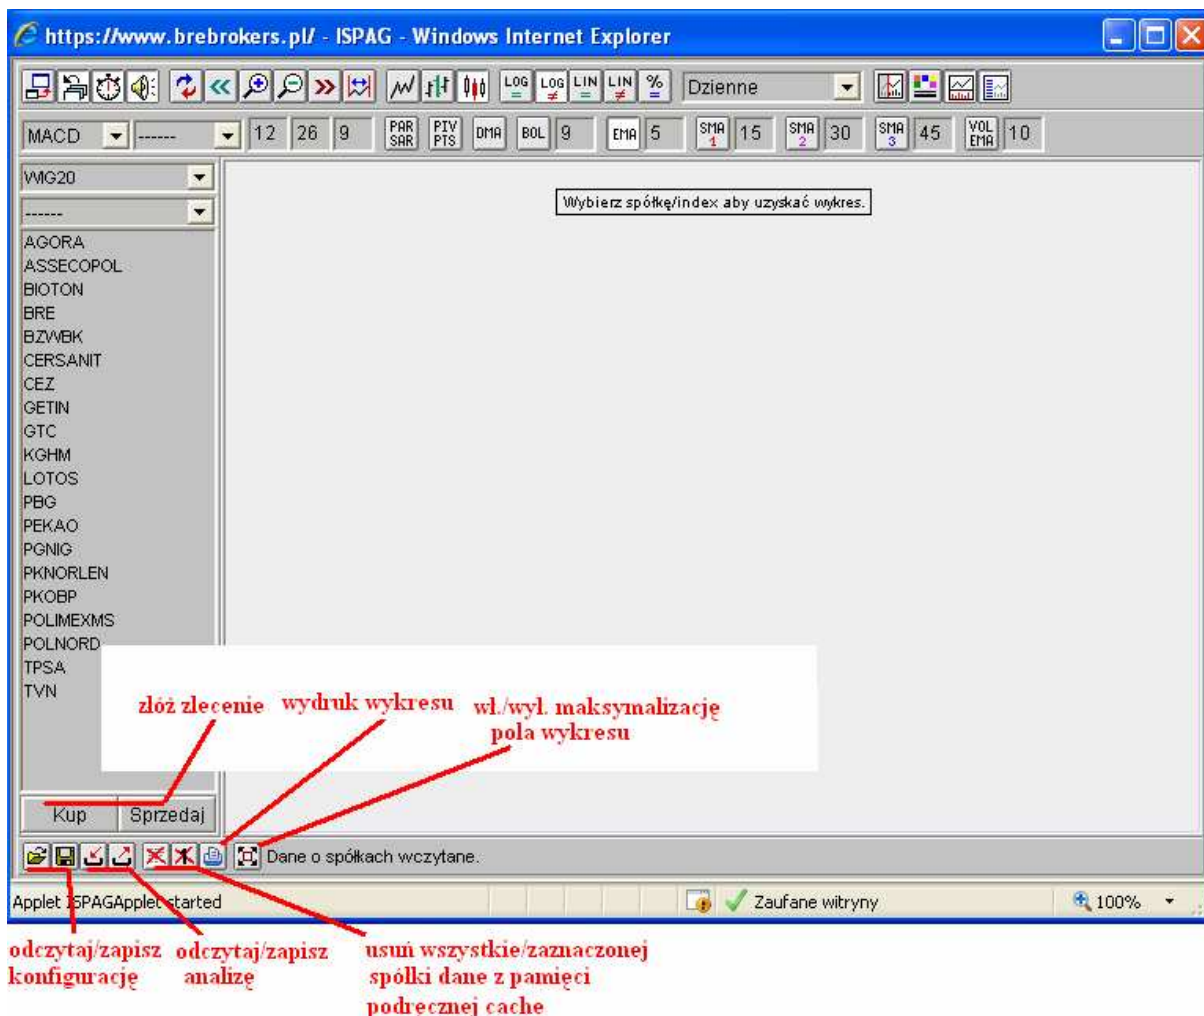 https://www.brebrokers.pl/ - ISPAG - Windows Internet Explorer
LOG = LOG ≠ LIN = LIN ≠ % = Dzienne
MACD ------ 12 26 9 PAR SAR PIV PTS DMA BOL 9 EMA 5 SMA 1 15 SMA 2 30 SMA 3 45 VOL EMA 10
WIG20
------
Wybierz spółkę/index aby uzyskać wykres.
AGORA
ASSECOPOL
BIOTON
BRE
BZWBK
CERSANIT
CEZ
GETIN
GTC
KGHM
LOTOS
PBG
PEKAO
PGNIG
PKNORLEN
PKOBP
POLIMEXMS
POLNORD
TPSA
TVN
złóż zlecenie
wydruk wykresu
wł./wył. maksymalizację
pola wykresu
Kup Sprzedaj
Dane o spółkach wczytane.
Applet ISPAGApplet started Zaufane witryny 100%
odczytaj/zapisz
konfigurację
odczytaj/zapisz
analizę
usuń wszystkie/zaznaczonej
spółki dane z pamięci
podręcznej cache